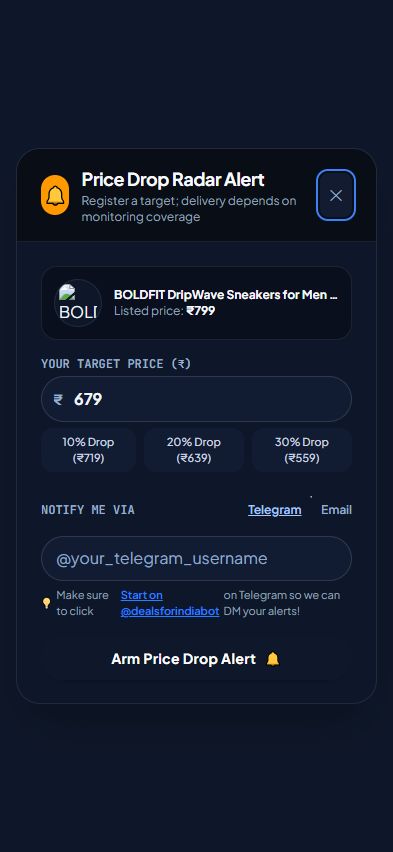 Price Drop Radar Alert
Register a target; delivery depends on
monitoring coverage
BOLDFIT DripWave Sneakers for Men ...
Listed price: ₹799
YOUR TARGET PRICE (₹)
₹ 679
10% Drop
(₹719)
20% Drop
(₹639)
30% Drop
(₹559)
NOTIFY ME VIA
Telegram · Email
@your_telegram_username
Make sure to click Start on @dealsforindiabot on Telegram so we can DM your alerts!
Arm Price Drop Alert